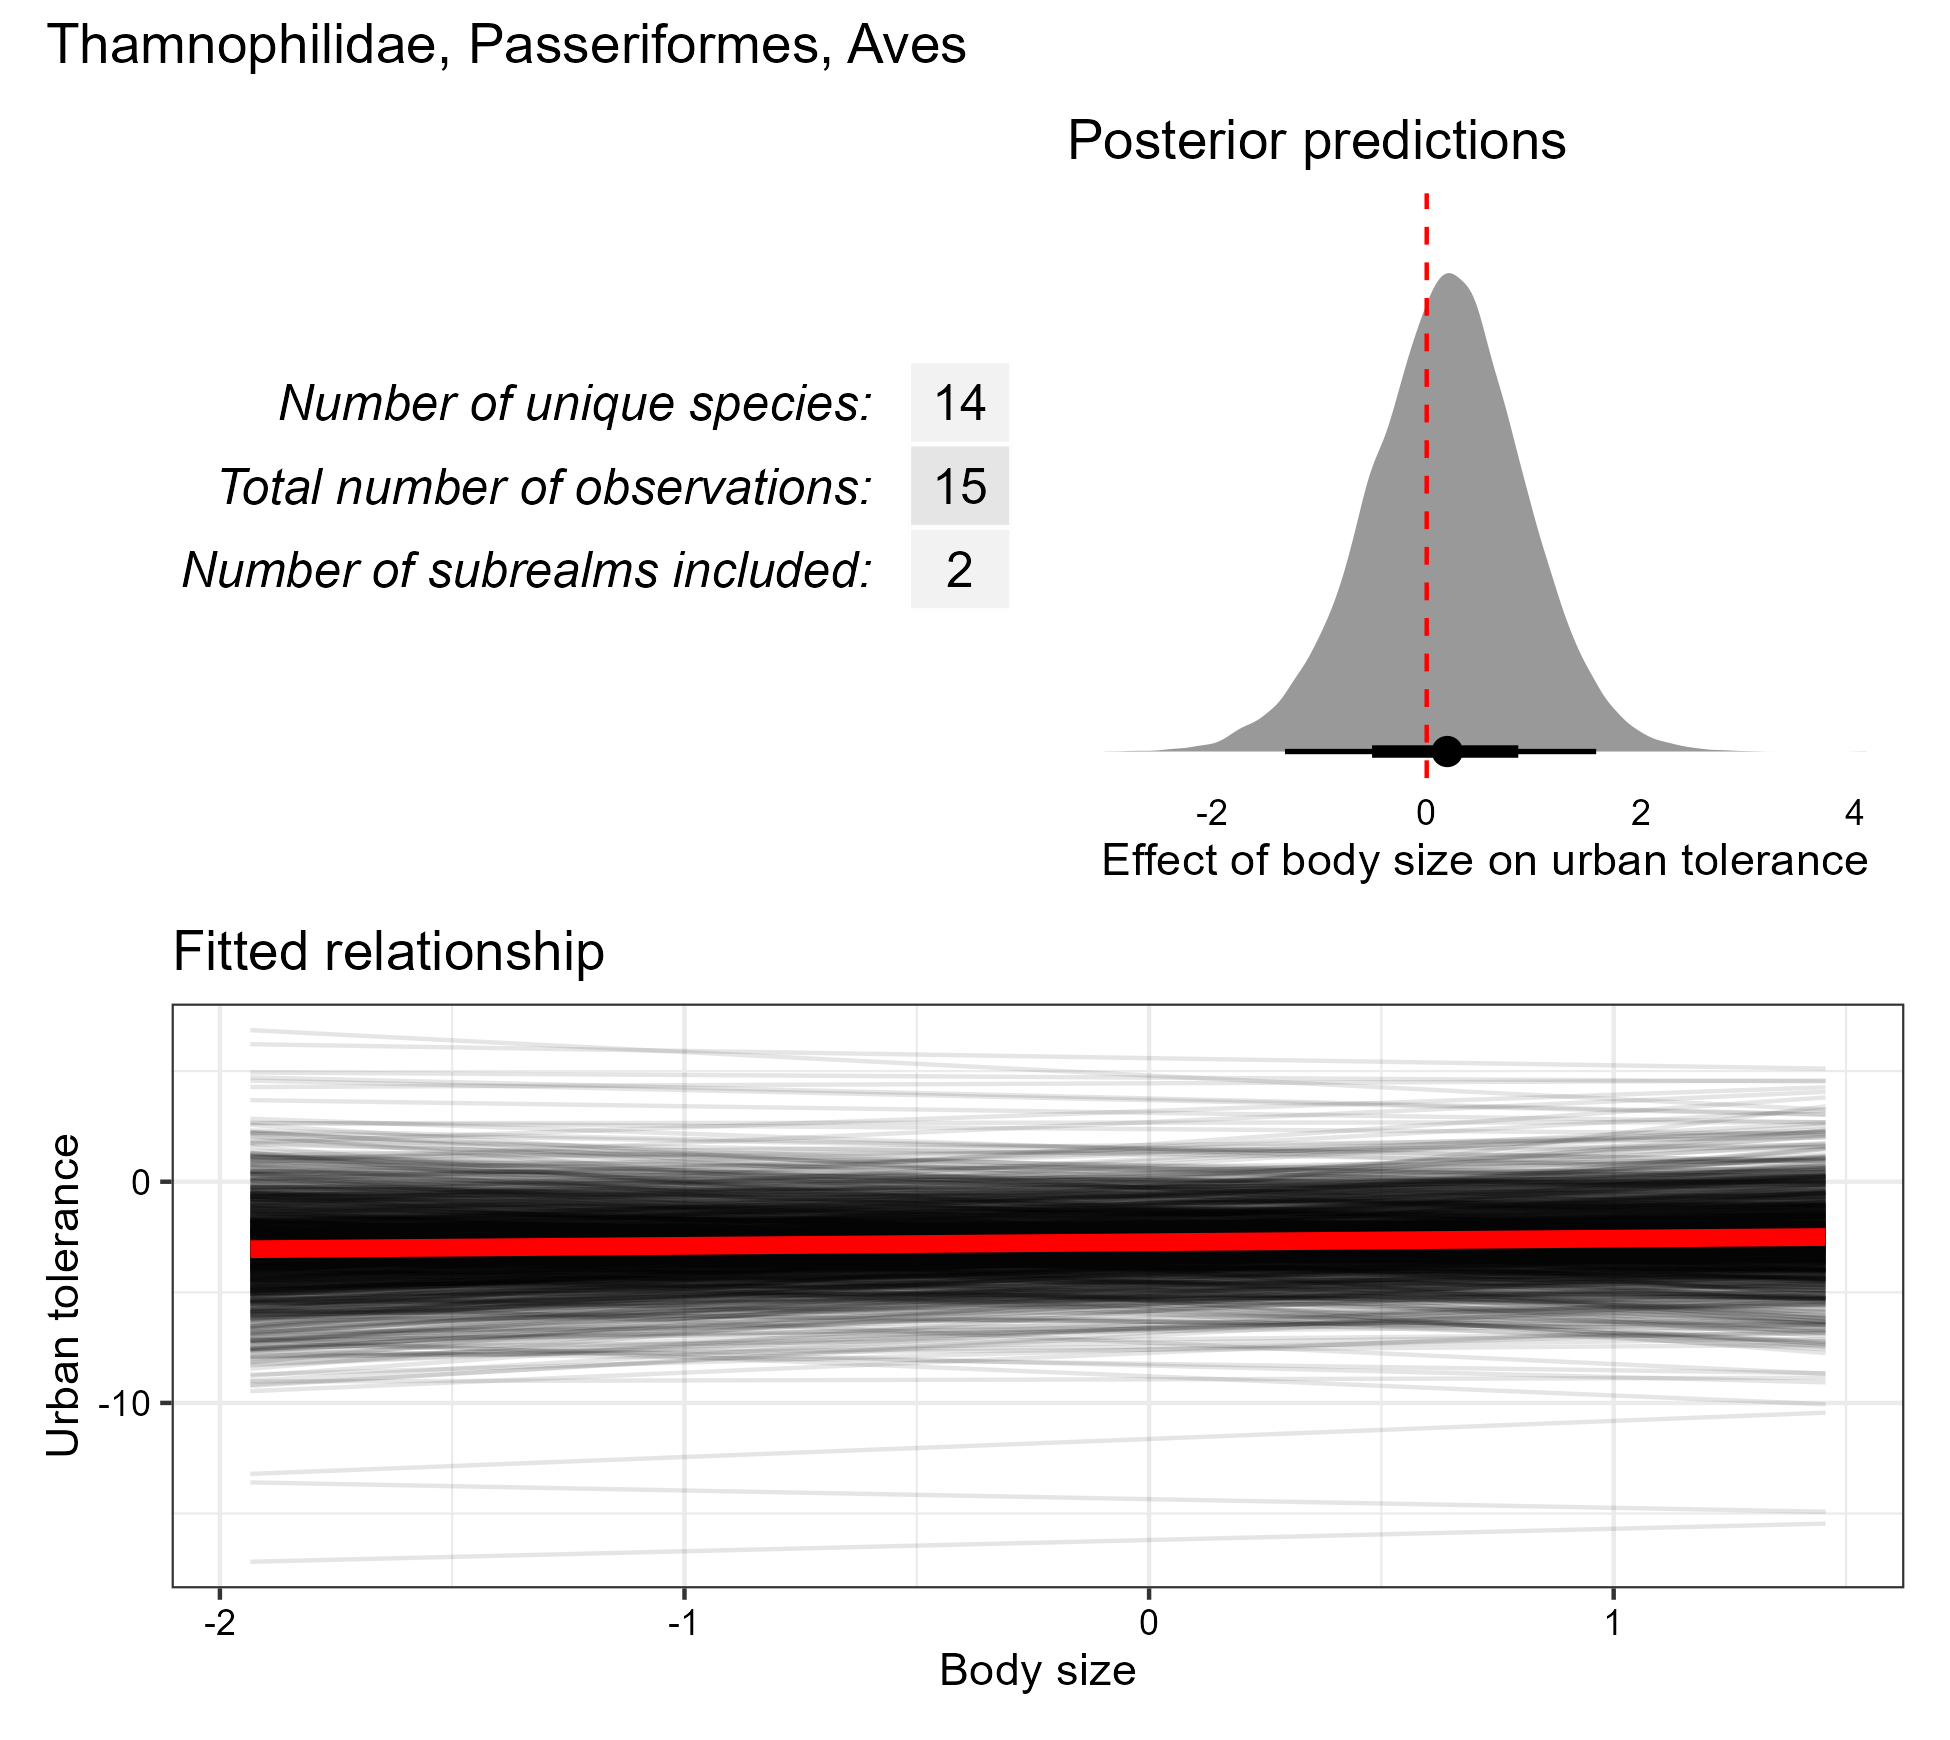 Thamnophilidae, Passeriformes, Aves
Posterior predictions
Number of unique species: 14
Total number of observations: 15
Number of subrealms included: 2
-2 0 2 4
Effect of body size on urban tolerance
Fitted relationship
Urban tolerance
0
-10
-2 -1 0 1
Body size